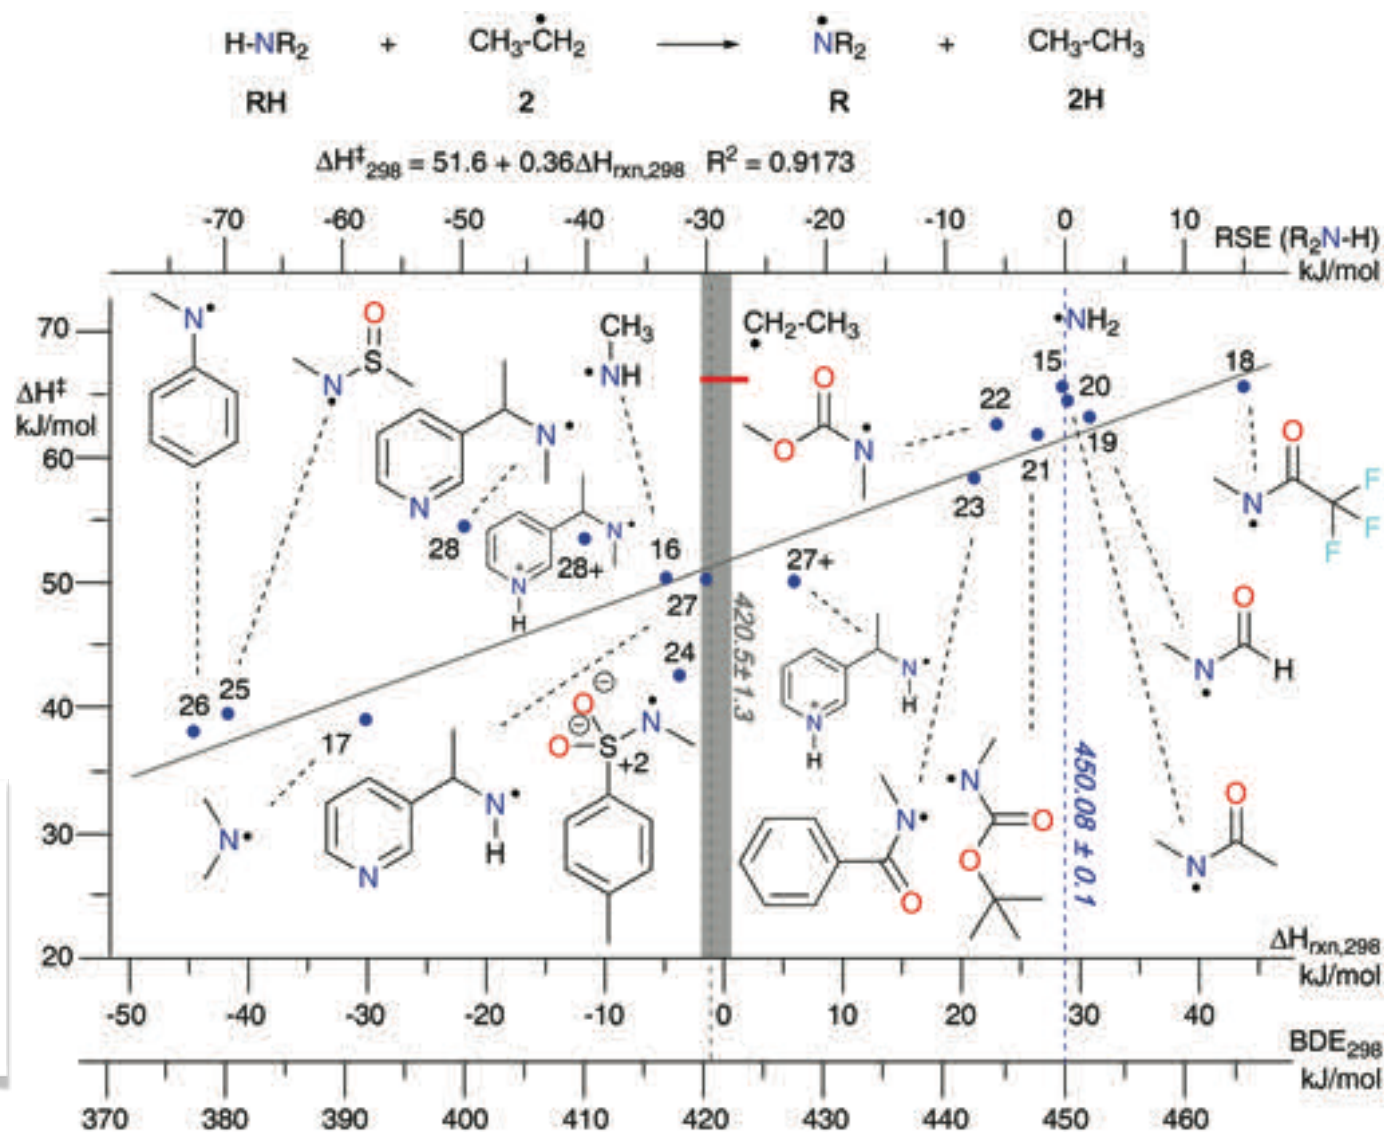 H-NR₂ + CH₃-ĊH₂ → ṄR₂ + CH₃-CH₃
RH 2 R 2H
ΔH‡₂₉₈ = 51.6 + 0.36ΔHrxn,298 R² = 0.9173
-70 -60 -50 -40 -30 -20 -10 0 10
RSE (R₂N-H)
kJ/mol
70
ΔH‡
kJ/mol
60
50
40
30
20
N
O
S
N
CH₃
NH
CH₂-CH₃
NH₂
15
18
20
22
19
21
23
O
O
N
N
N
28
N
28+
N
H
16
27
27+
24
25
26
17
O
N
F
F
F
O
N
H
O
N
N
N
H
N
O
O
S
+2
N
N
H
N
H
N
O
N
O
O
420.5±1.3
450.08 ± 0.1
ΔHrxn,298
kJ/mol
-50 -40 -30 -20 -10 0 10 20 30 40
BDE₂₉₈
kJ/mol
370 380 390 400 410 420 430 440 450 460